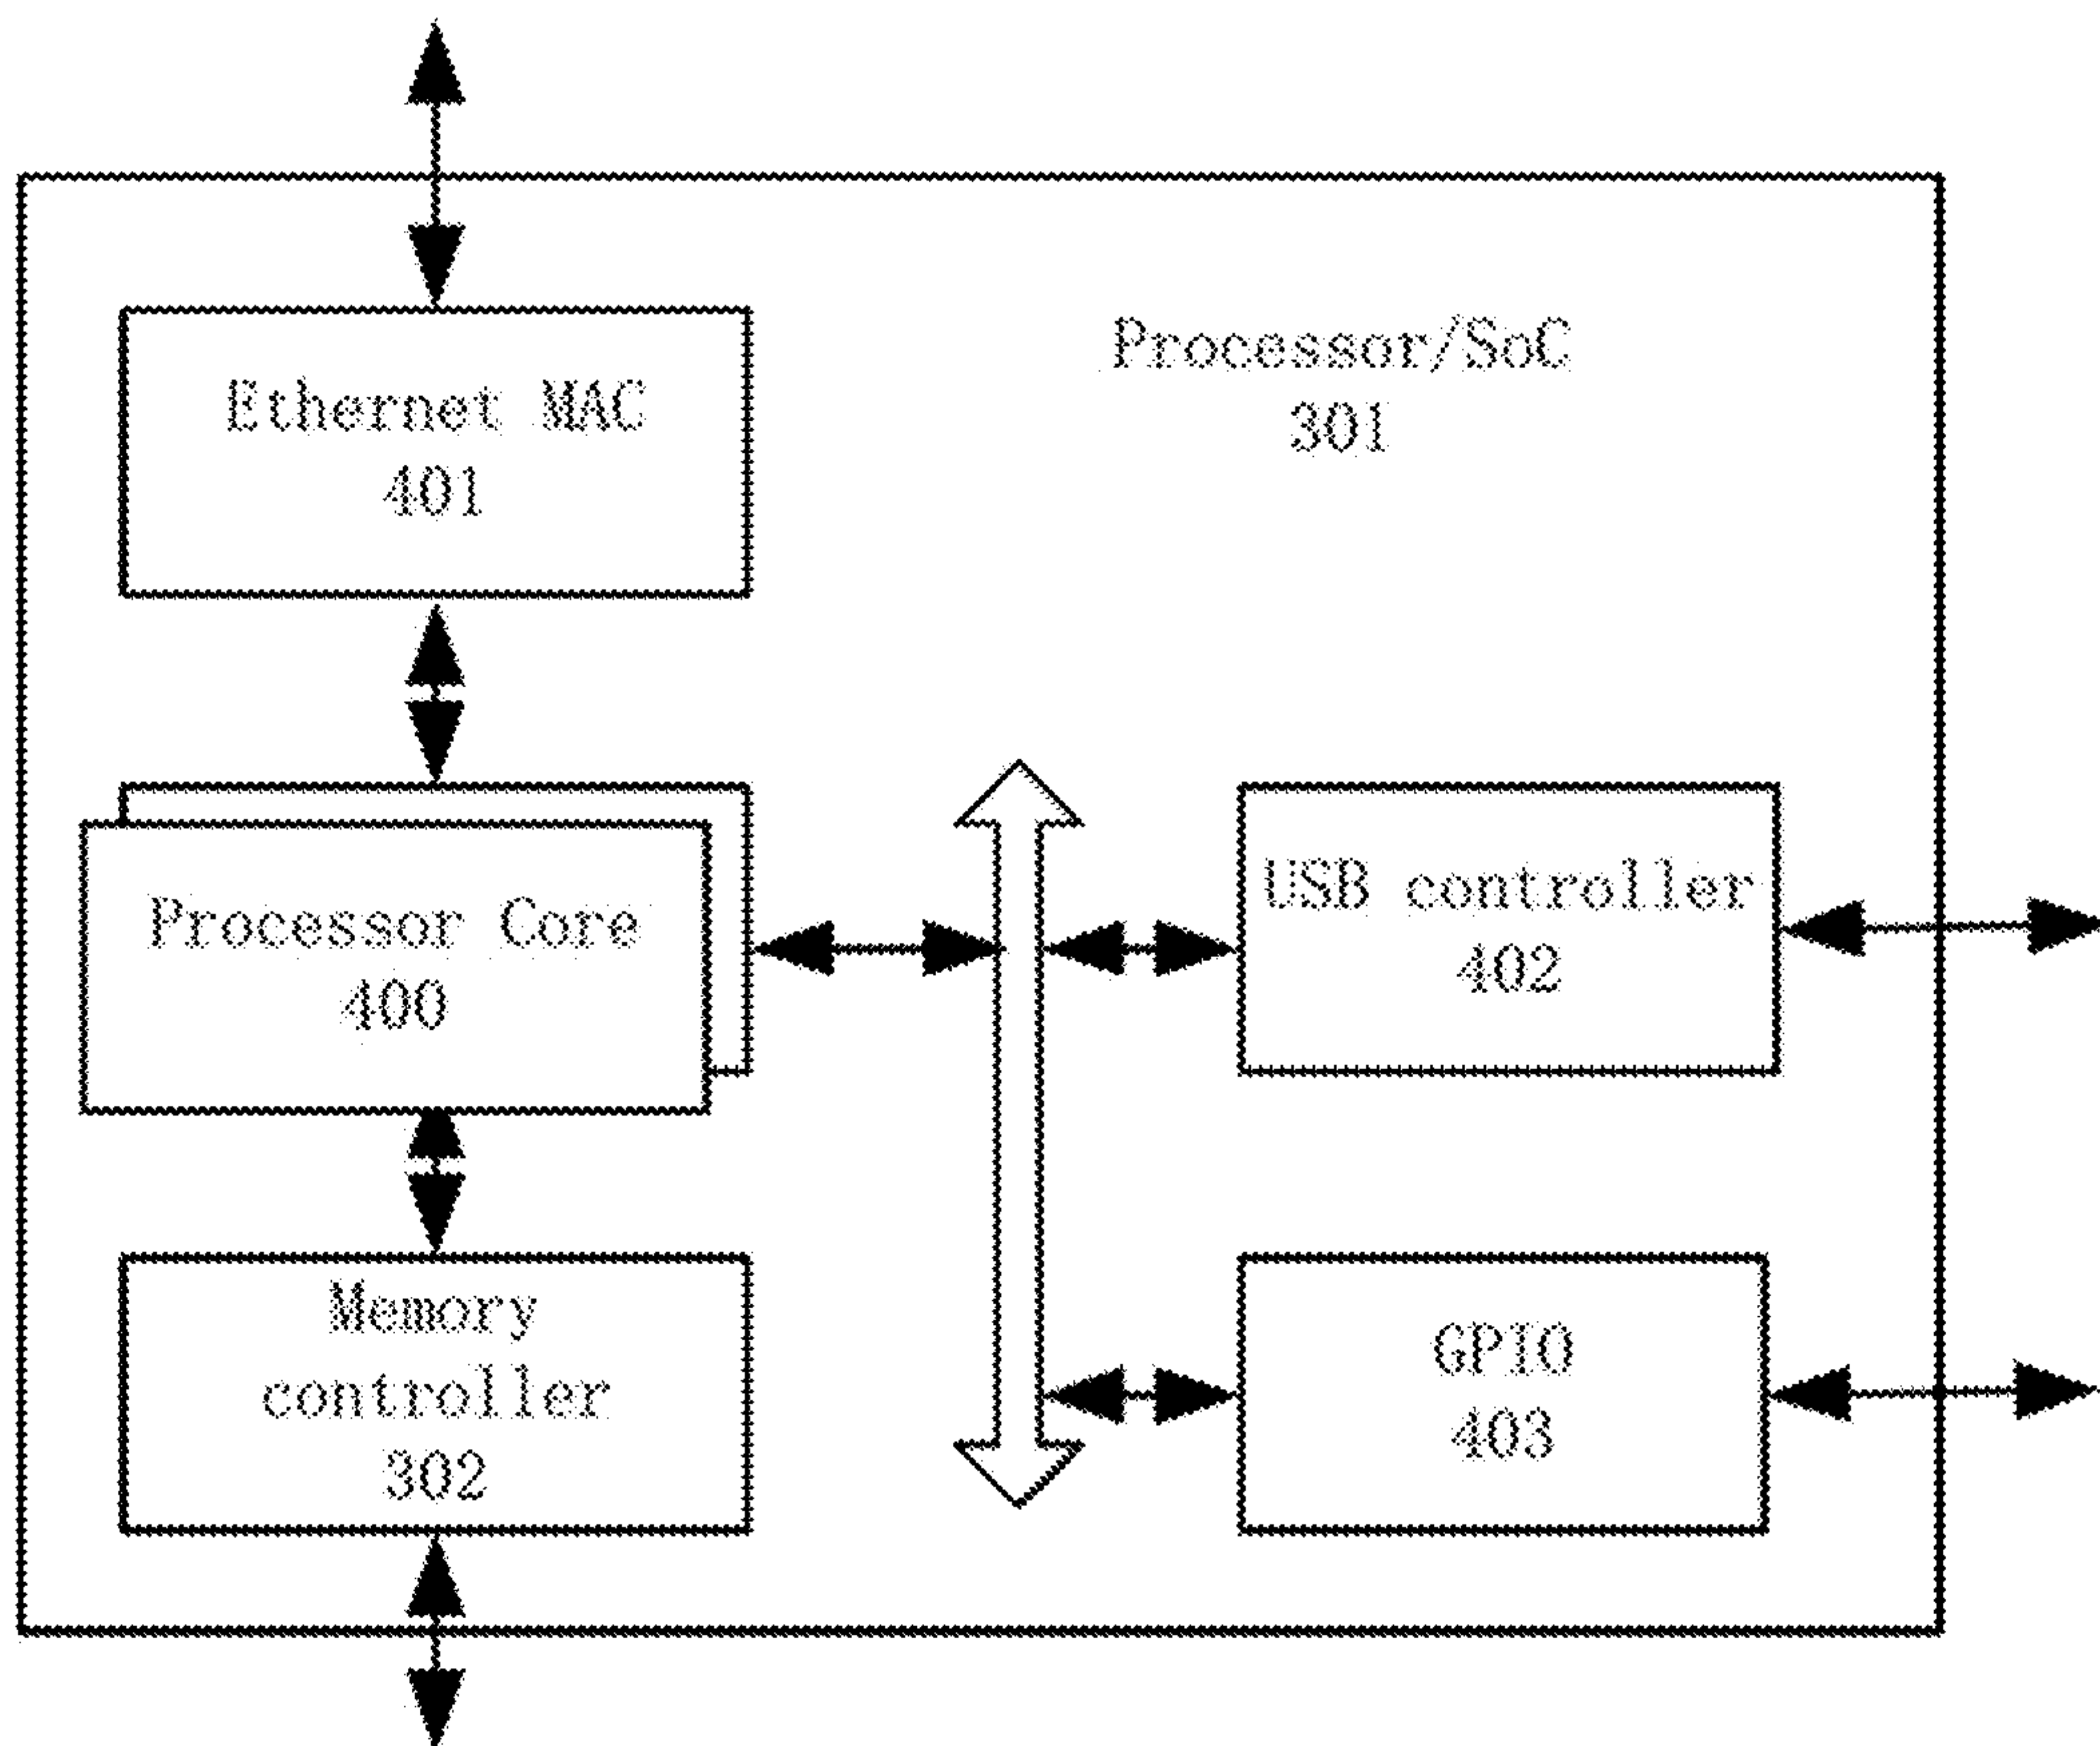 Processor/SoC
301
Ethernet MAC
401
Processor Core
400
USB controller
402
Memory
controller
302
GPIO
403